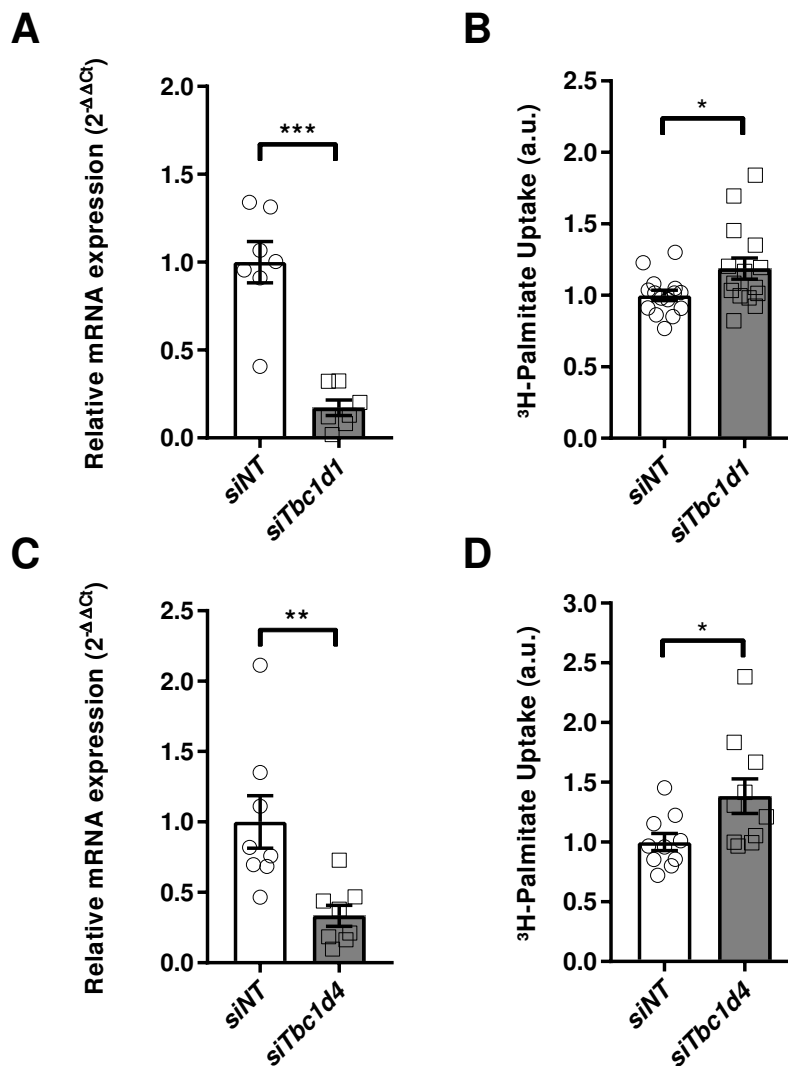 A
Relative mRNA expression (2-ΔΔCt)
2.0
1.5
1.0
0.5
0.0
***
siNT
siTbc1d1
B
³H-Palmitate Uptake (a.u.)
2.5
2.0
1.5
1.0
0.5
0.0
*
siNT
siTbc1d1
C
Relative mRNA expression (2-ΔΔCt)
2.5
2.0
1.5
1.0
0.5
0.0
**
siNT
siTbc1d4
D
³H-Palmitate Uptake (a.u.)
3.0
2.5
2.0
1.5
1.0
0.5
0.0
*
siNT
siTbc1d4